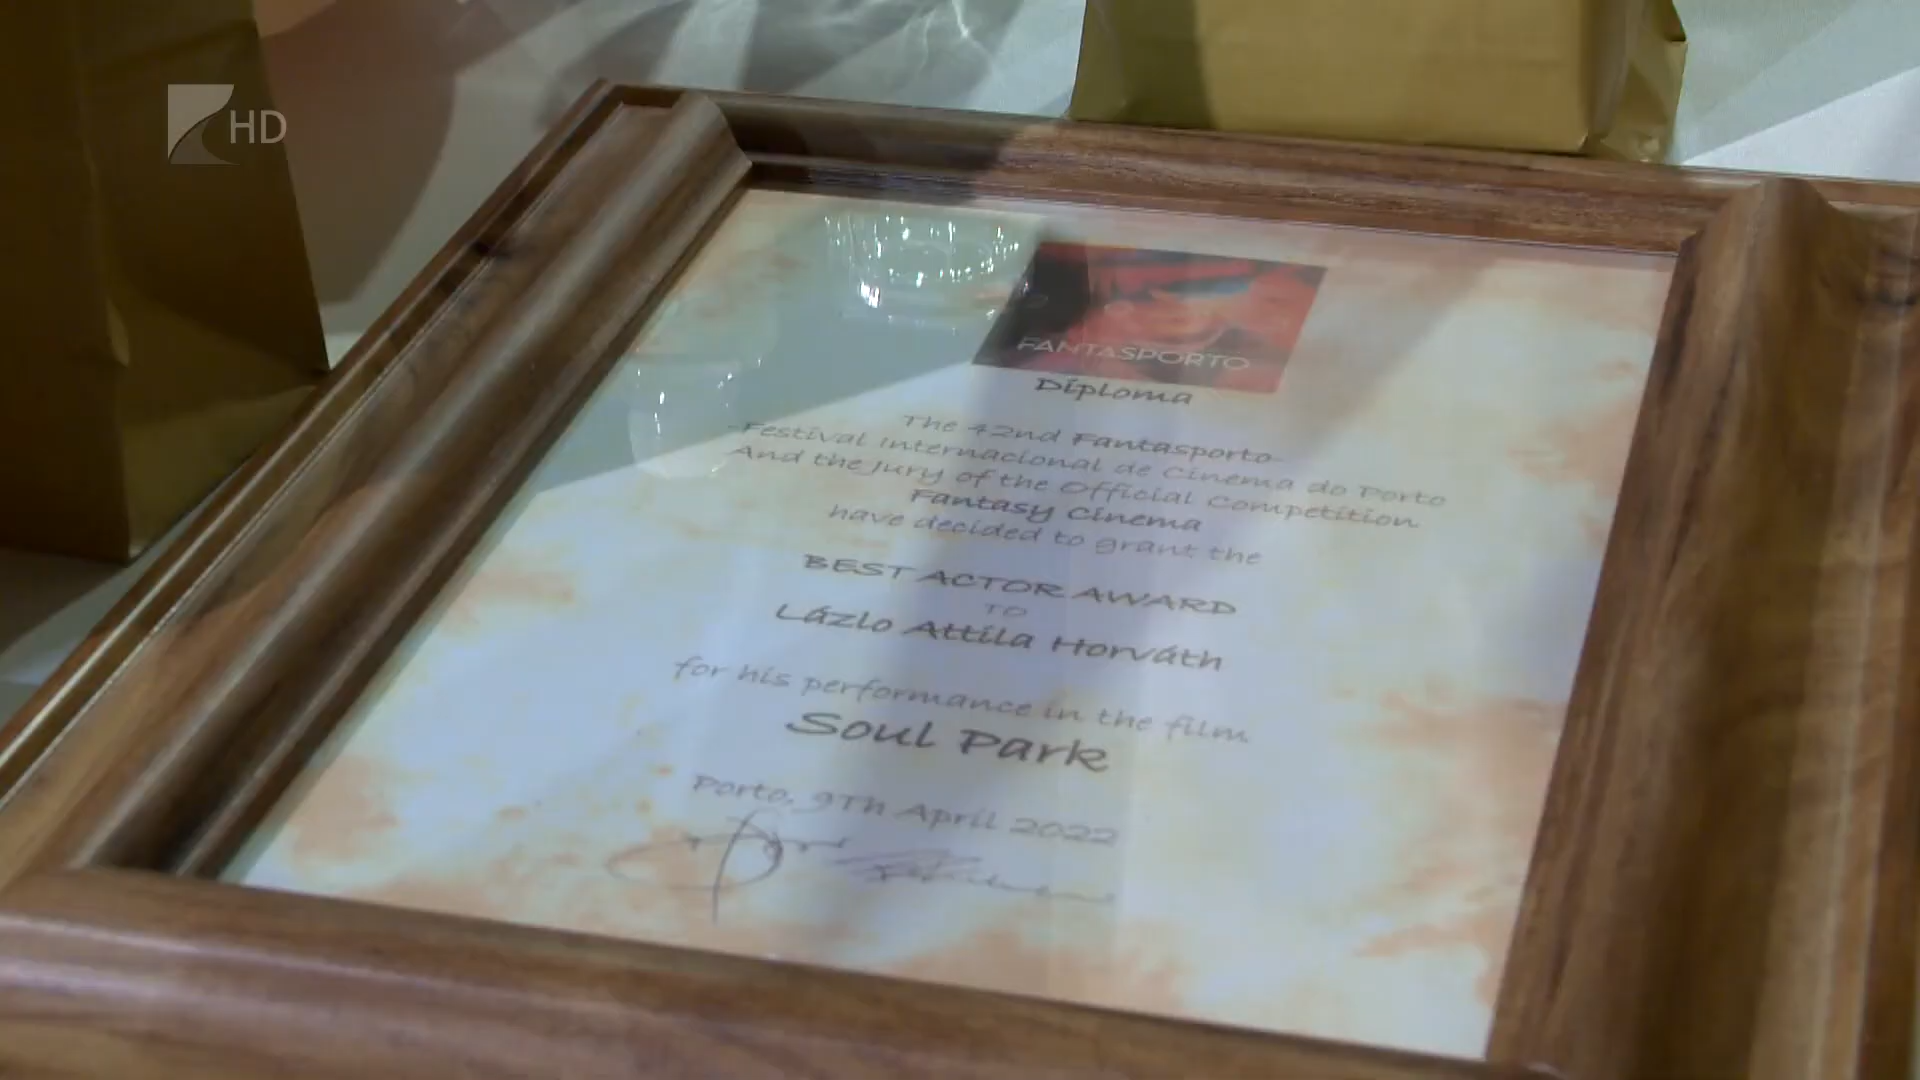 HD
FANTASPORTO
Diploma
The 42nd Fantasporto-
-Festival Internacional de Cinema do Porto
And the Jury of the Official Competition
Fantasy Cinema
have decided to grant the
BEST ACTOR AWARD
TO
Lázlo Attila Horváth
for his performance in the film
Soul Park
Porto, 9Th April 2022